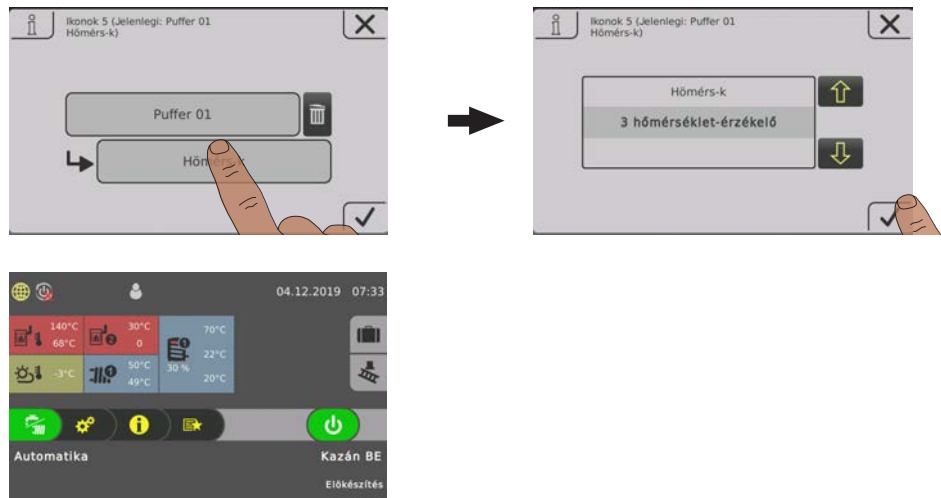 Ikonok 5 (Jelenlegi: Puffer 01
Hőmérs-k)
Puffer 01
Ikonok 5 (Jelenlegi: Puffer 01
Hőmérs-k)
Hőmérs-k
3 hőmérséklet-érzékelő
04.12.2019 07:33
140°C
68°C
30°C
2
0
70°C
22°C
20°C
30 %
-3°C
50°C
49°C
Automatika
Kazán BE
Előkészítés